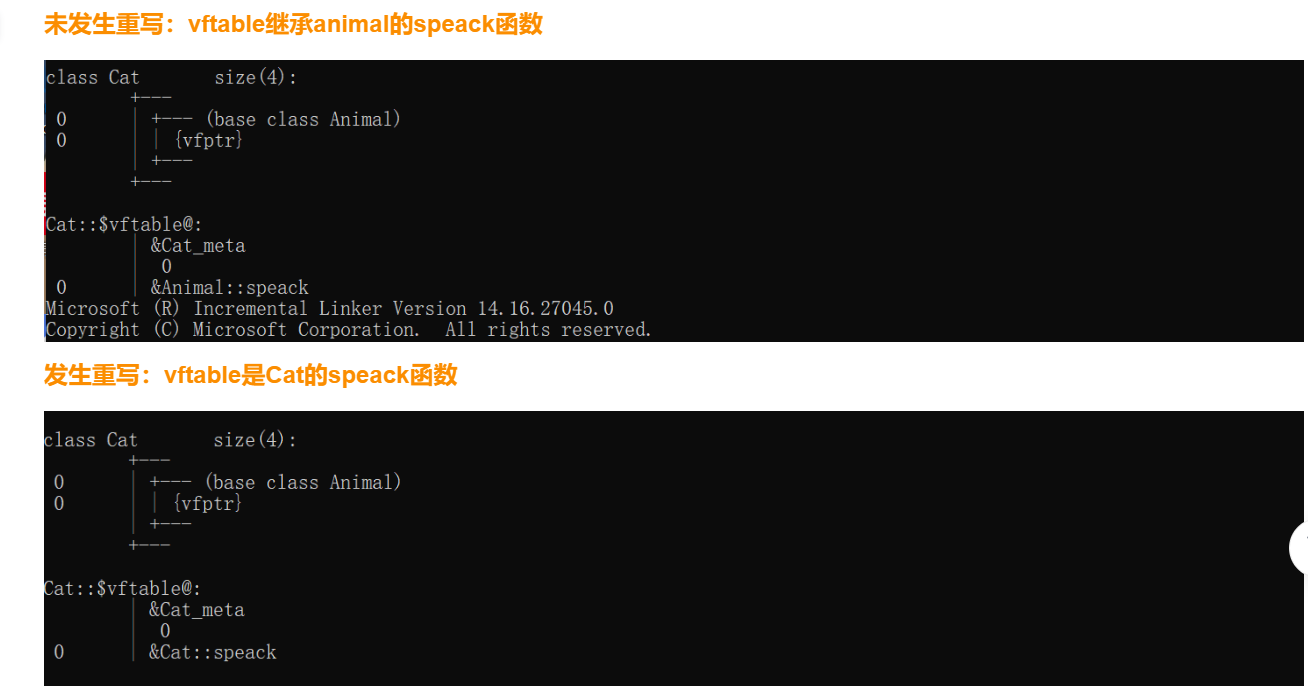 未发生重写：vftable继承animal的speack函数
class Cat size(4):
+---
0 | +--- (base class Animal)
0 | | {vfptr}
| +---
+---
Cat::$vftable@:
| &Cat_meta
| 0
0 | &Animal::speack
Microsoft (R) Incremental Linker Version 14.16.27045.0
Copyright (C) Microsoft Corporation. All rights reserved.
发生重写：vftable是Cat的speack函数
class Cat size(4):
+---
0 | +--- (base class Animal)
0 | | {vfptr}
| +---
+---
Cat::$vftable@:
| &Cat_meta
| 0
0 | &Cat::speack